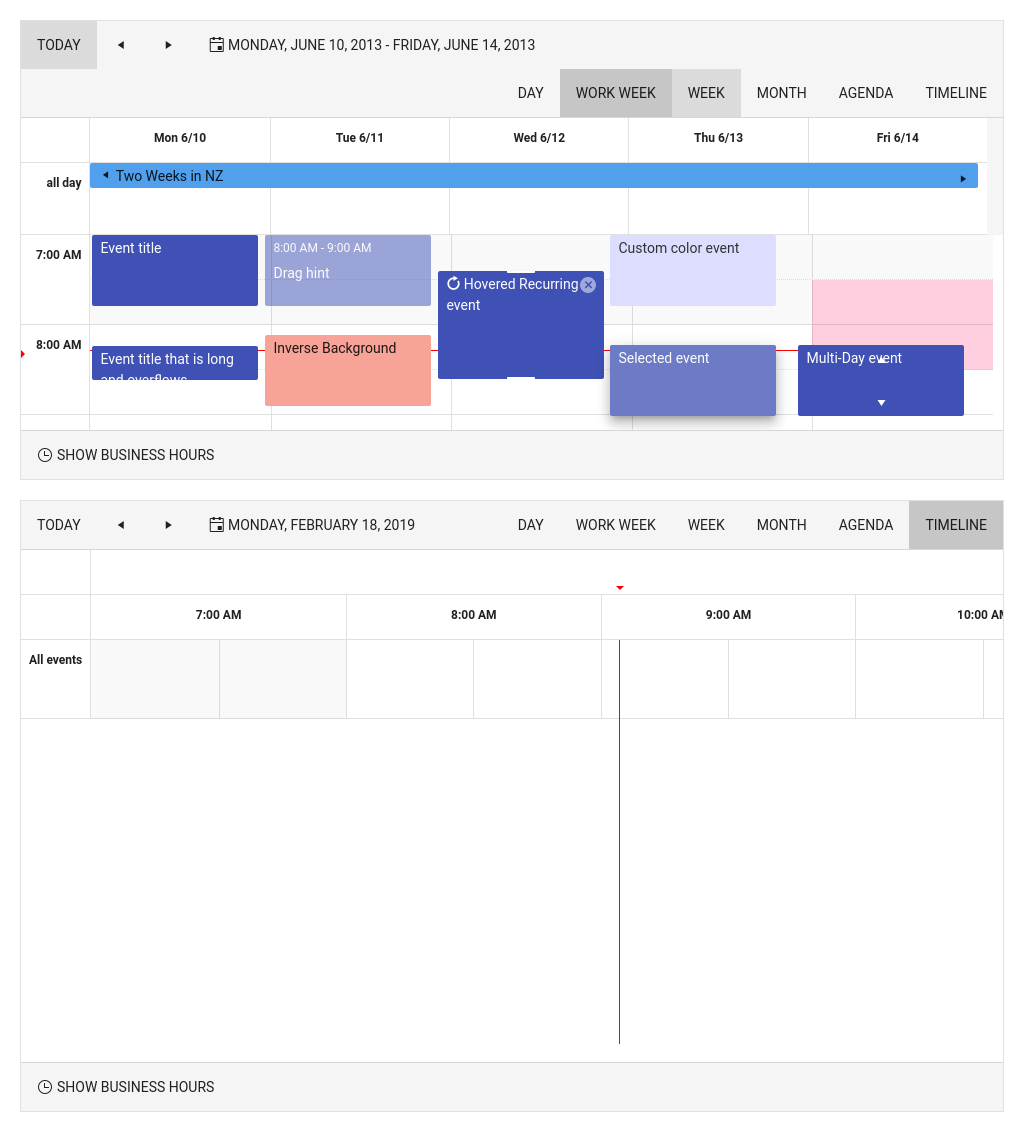 TODAY MONDAY, JUNE 10, 2013 - FRIDAY, JUNE 14, 2013
DAY WORK WEEK WEEK MONTH AGENDA TIMELINE
Mon 6/10 Tue 6/11 Wed 6/12 Thu 6/13 Fri 6/14
all day Two Weeks in NZ
7:00 AM Event title 8:00 AM - 9:00 AM Custom color event
Drag hint
Hovered Recurring
event
8:00 AM Event title that is long Inverse Background Selected event Multi-Day event
and overflows
SHOW BUSINESS HOURS
TODAY MONDAY, FEBRUARY 18, 2019 DAY WORK WEEK WEEK MONTH AGENDA TIMELINE
7:00 AM 8:00 AM 9:00 AM 10:00 AM
All events
SHOW BUSINESS HOURS